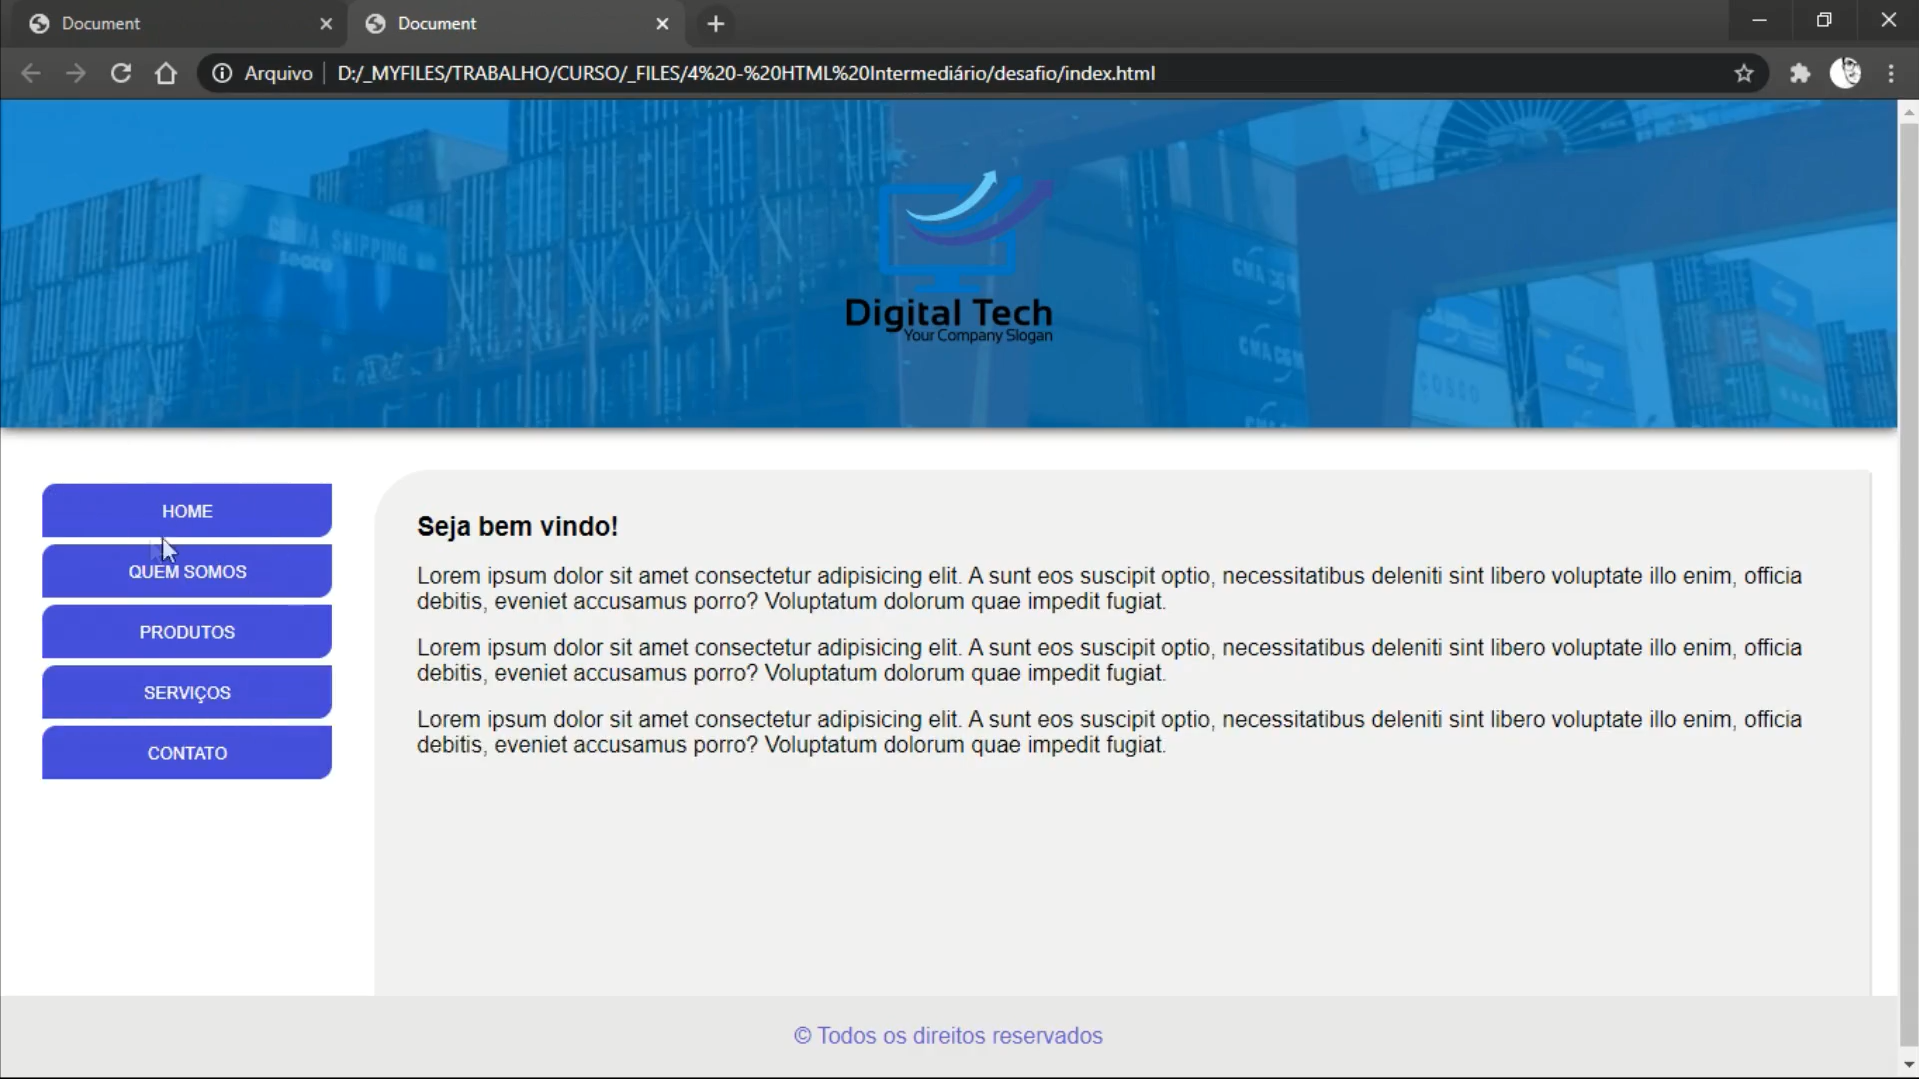 Document
Document
Arquivo
D:/_MYFILES/TRABALHO/CURSO/_FILES/4%20-%20HTML%20Intermediário/desafio/index.html
CHINA SHIPPING
seaco
Digital Tech
Your Company Slogan
CMA CGM
COSCO
HOME
QUEM SOMOS
PRODUTOS
SERVIÇOS
CONTATO
Seja bem vindo!
Lorem ipsum dolor sit amet consectetur adipisicing elit. A sunt eos suscipit optio, necessitatibus deleniti sint libero voluptate illo enim, officia
debitis, eveniet accusamus porro? Voluptatum dolorum quae impedit fugiat.
Lorem ipsum dolor sit amet consectetur adipisicing elit. A sunt eos suscipit optio, necessitatibus deleniti sint libero voluptate illo enim, officia
debitis, eveniet accusamus porro? Voluptatum dolorum quae impedit fugiat.
Lorem ipsum dolor sit amet consectetur adipisicing elit. A sunt eos suscipit optio, necessitatibus deleniti sint libero voluptate illo enim, officia
debitis, eveniet accusamus porro? Voluptatum dolorum quae impedit fugiat.
© Todos os direitos reservados